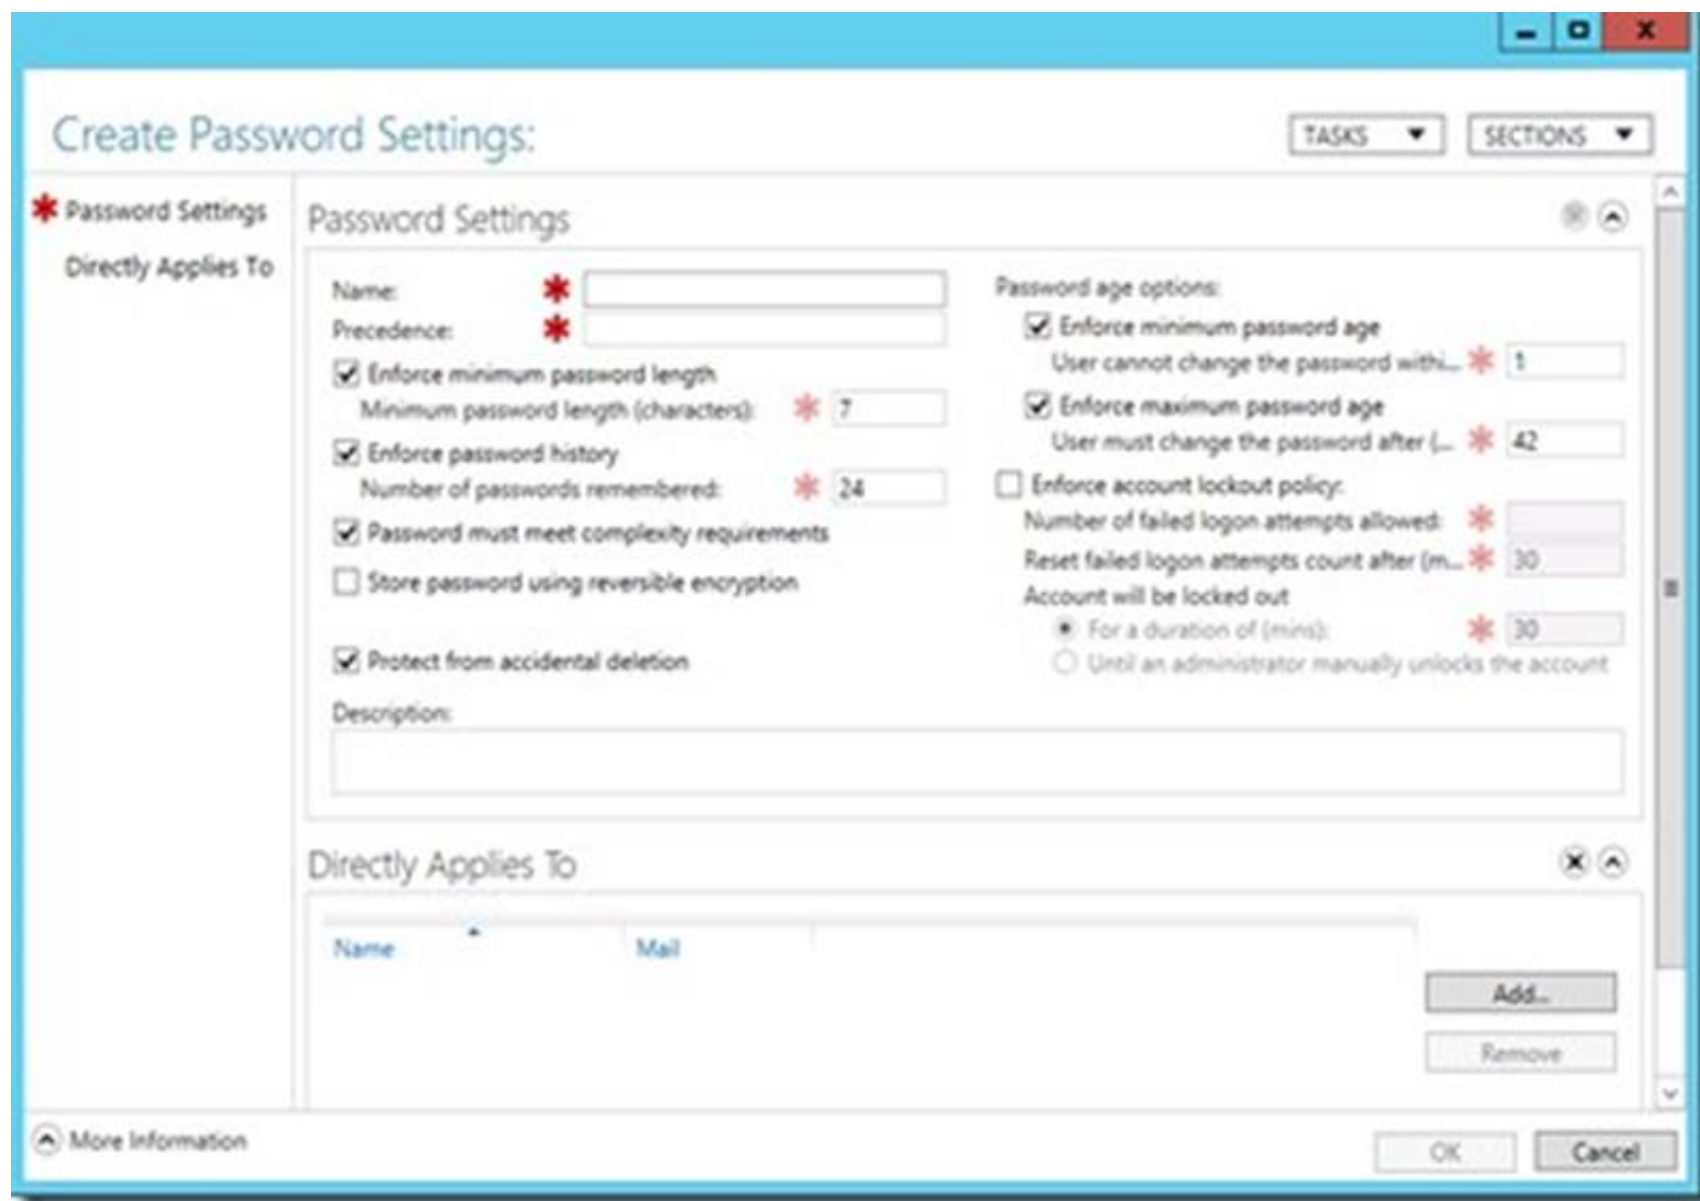 Create Password Settings:
TASKS
SECTIONS
Password Settings
Directly Applies To
Password Settings
Name:
Precedence:
Enforce minimum password length
Minimum password length (characters): 7
Enforce password history
Number of passwords remembered: 24
Password must meet complexity requirements
Store password using reversible encryption
Protect from accidental deletion
Password age options:
Enforce minimum password age
User cannot change the password withi... 1
Enforce maximum password age
User must change the password after (... 42
Enforce account lockout policy:
Number of failed logon attempts allowed:
Reset failed logon attempts count after (m... 30
Account will be locked out
For a duration of (mins): 30
Until an administrator manually unlocks the account
Description:
Directly Applies To
Name Mail
Add...
Remove
More Information
OK Cancel